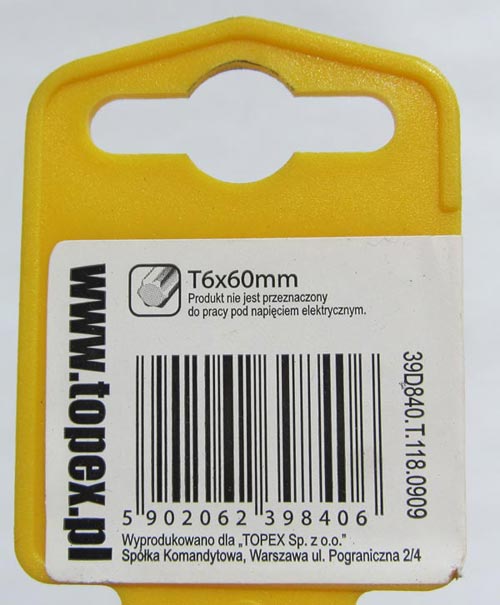 www.topex.pl
T6x60mm
Produkt nie jest przeznaczony
do pracy pod napięciem elektrycznym.
39D840.T.118.0909
5 902062 398406
Wyprodukowano dla „TOPEX Sp. z o.o."
Spółka Komandytowa, Warszawa ul. Pograniczna 2/4